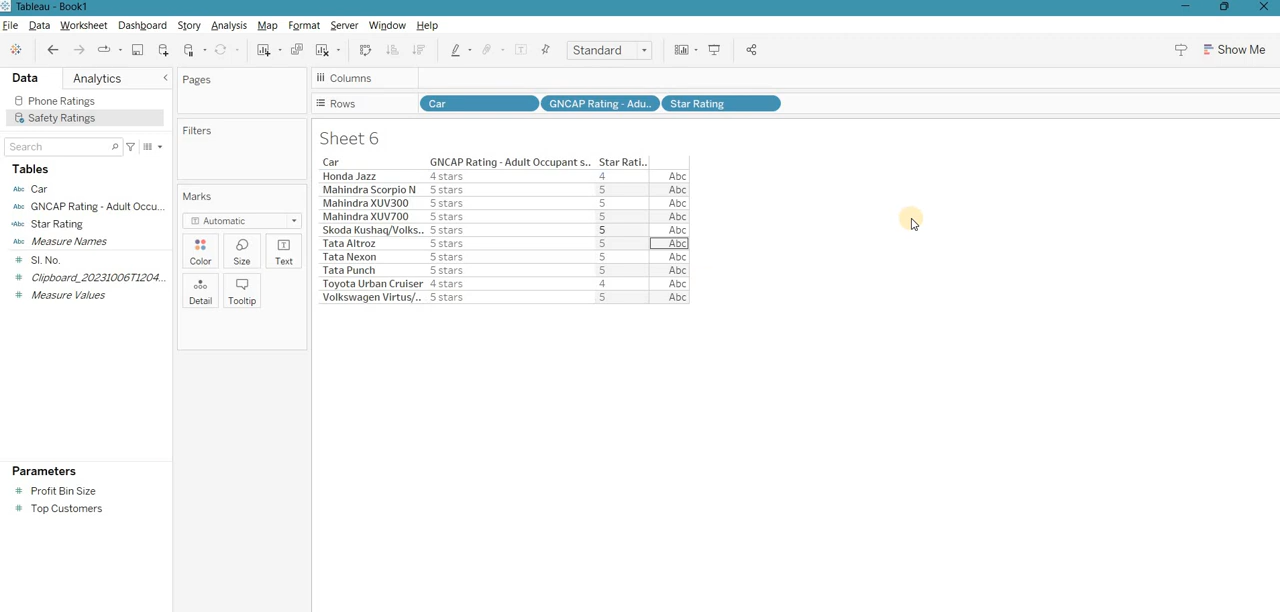 Tableau - Book1
File Data Worksheet Dashboard Story Analysis Map Format Server Window Help
Standard
Show Me
Data Analytics
Pages
Columns
Phone Ratings
Safety Ratings
Rows Car GNCAP Rating - Adu.. Star Rating
Filters
Search
Sheet 6
Tables
Abc Car
Abc GNCAP Rating - Adult Occu...
=Abc Star Rating
Abc Measure Names
# Sl. No.
# Clipboard_20231006T1204...
# Measure Values
Marks
Automatic
Color Size Text
Detail Tooltip
Car GNCAP Rating - Adult Occupant s.. Star Rati..
Honda Jazz 4 stars 4 Abc
Mahindra Scorpio N 5 stars 5 Abc
Mahindra XUV300 5 stars 5 Abc
Mahindra XUV700 5 stars 5 Abc
Skoda Kushaq/Volks.. 5 stars 5 Abc
Tata Altroz 5 stars 5 Abc
Tata Nexon 5 stars 5 Abc
Tata Punch 5 stars 5 Abc
Toyota Urban Cruiser 4 stars 4 Abc
Volkswagen Virtus/.. 5 stars 5 Abc
Parameters
# Profit Bin Size
# Top Customers